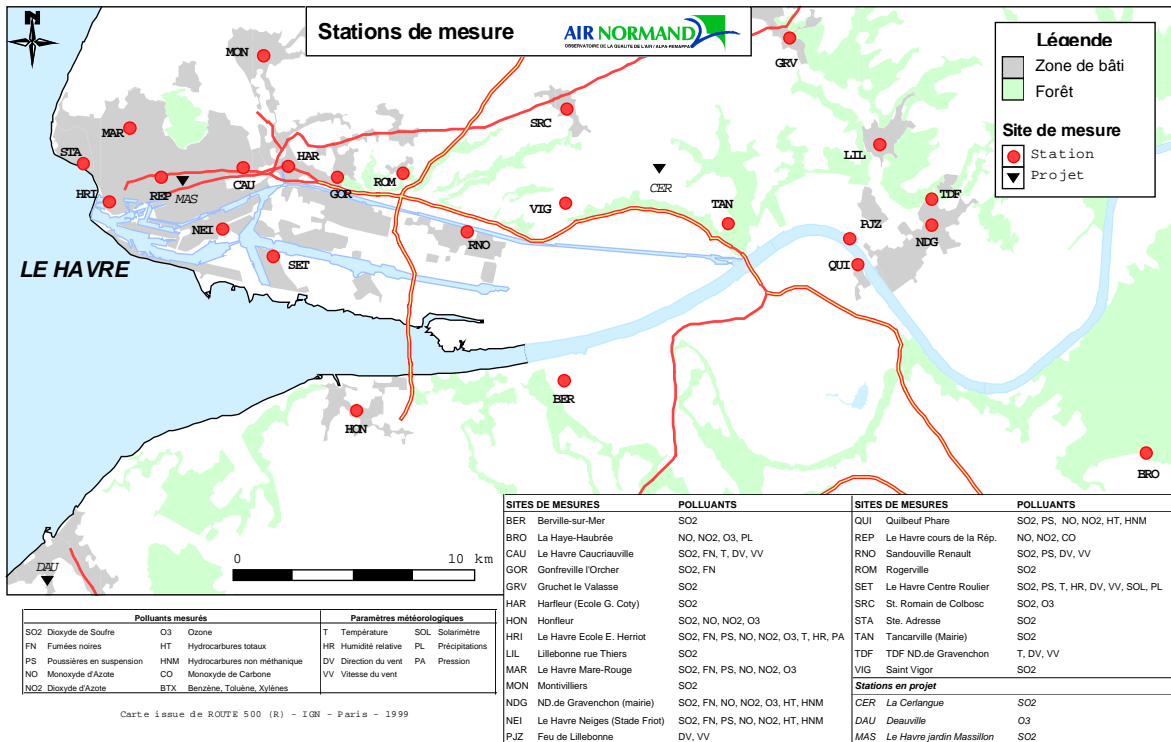 N
Stations de mesure
AIR NORMAND
OBSERVATOIRE DE LA QUALITE DE L'AIR / ALPA-REMAPPA
Légende
Zone de bâti
Forêt
Site de mesure
Station
Projet
MON
GRV
SRC
MAR
STA
HAR
LIL
CAU
ROM
GOR
REP
MAS
HRI
CER
TDF
VIG
TAN
PJZ
NDG
NEI
RNO
SET
QUI
LE HAVRE
BER
HON
BRO
DAU
0 10 km
SITES DE MESURES POLLUANTS
BER Berville-sur-Mer SO2
BRO La Haye-Haubrée NO, NO2, O3, PL
CAU Le Havre Caucriauville SO2, FN, T, DV, VV
GOR Gonfreville l'Orcher SO2, FN
GRV Gruchet le Valasse SO2
HAR Harfleur (Ecole G. Coty) SO2
HON Honfleur SO2, NO, NO2, O3
HRI Le Havre Ecole E. Herriot SO2, FN, PS, NO, NO2, O3, T, HR, PA
LIL Lillebonne rue Thiers SO2
MAR Le Havre Mare-Rouge SO2, FN, PS, NO, NO2, O3
MON Montivilliers SO2
NDG ND.de Gravenchon (mairie) SO2, FN, NO, NO2, O3, HT, HNM
NEI Le Havre Neiges (Stade Friot) SO2, FN, PS, NO, NO2, HT, HNM
PJZ Feu de Lillebonne DV, VV
SITES DE MESURES POLLUANTS
QUI Quilbeuf Phare SO2, PS, NO, NO2, HT, HNM
REP Le Havre cours de la Rép. NO, NO2, CO
RNO Sandouville Renault SO2, PS, DV, VV
ROM Rogerville SO2
SET Le Havre Centre Roulier SO2, PS, T, HR, DV, VV, SOL, PL
SRC St. Romain de Colbosc SO2, O3
STA Ste. Adresse SO2
TAN Tancarville (Mairie) SO2
TDF TDF ND.de Gravenchon T, DV, VV
VIG Saint Vigor SO2
Stations en projet
CER La Cerlangue SO2
DAU Deauville O3
MAS Le Havre jardin Massillon SO2
Polluants mesurés Paramètres météorologiques
SO2 Dioxyde de Soufre O3 Ozone T Température SOL Solarimètre
FN Fumées noires HT Hydrocarbures totaux HR Humidité relative PL Précipitations
PS Poussières en suspension HNM Hydrocarbures non méthanique DV Direction du vent PA Pression
NO Monoxyde d'Azote CO Monoxyde de Carbone VV Vitesse du vent
NO2 Dioxyde d'Azote BTX Benzène, Toluène, Xylènes
Carte issue de ROUTE 500 (R) - IGN - Paris - 1999